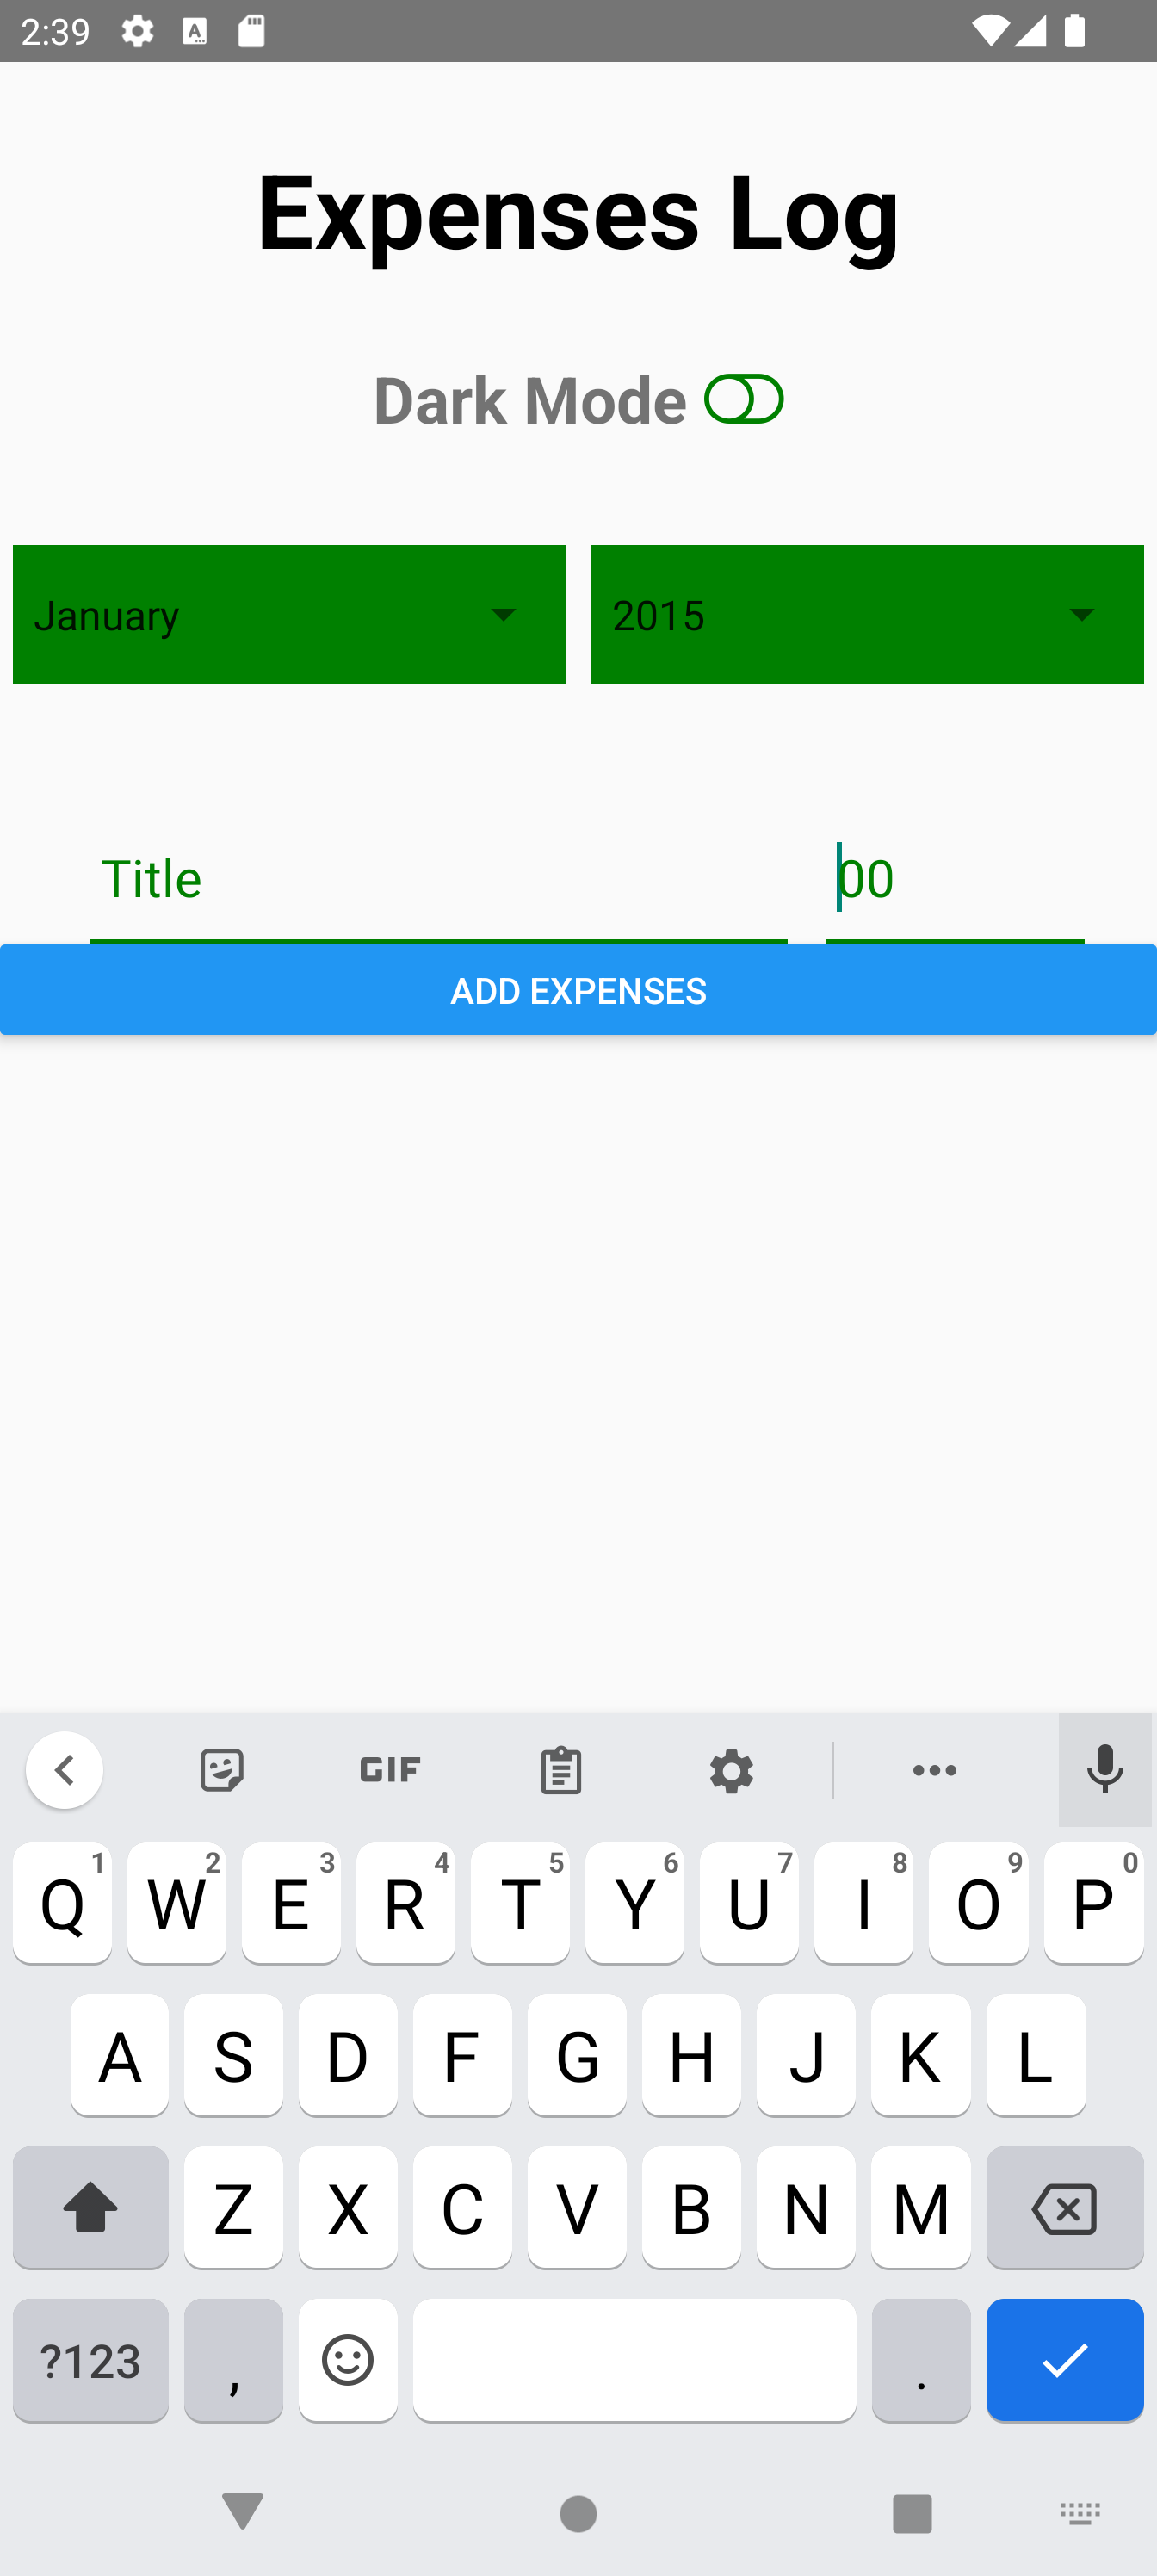 2:39
Expenses Log
Dark Mode
January 2015
Title 00
ADD EXPENSES
GIF
Q 1 W 2 E 3 R 4 T 5 Y 6 U 7 I 8 O 9 P 0
A S D F G H J K L
Z X C V B N M
?123 , .